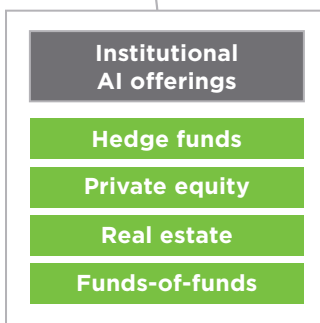 Institutional
AI offerings
Hedge funds
Private equity
Real estate
Funds-of-funds